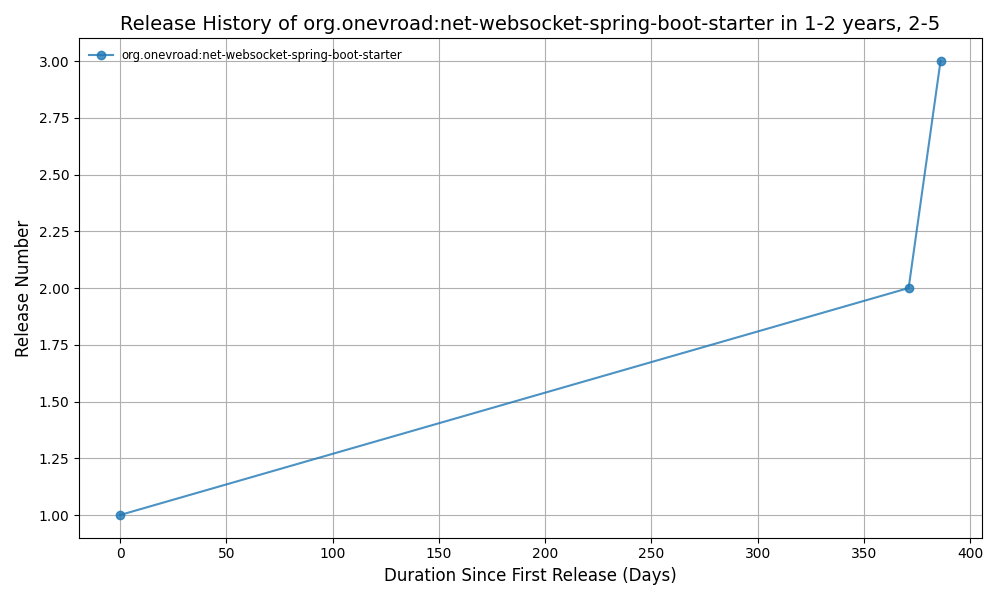 Release History of org.onevroad:net-websocket-spring-boot-starter in 1-2 years, 2-5
org.onevroad:net-websocket-spring-boot-starter
Release Number
3.00
2.75
2.50
2.25
2.00
1.75
1.50
1.25
1.00
0 50 100 150 200 250 300 350 400
Duration Since First Release (Days)